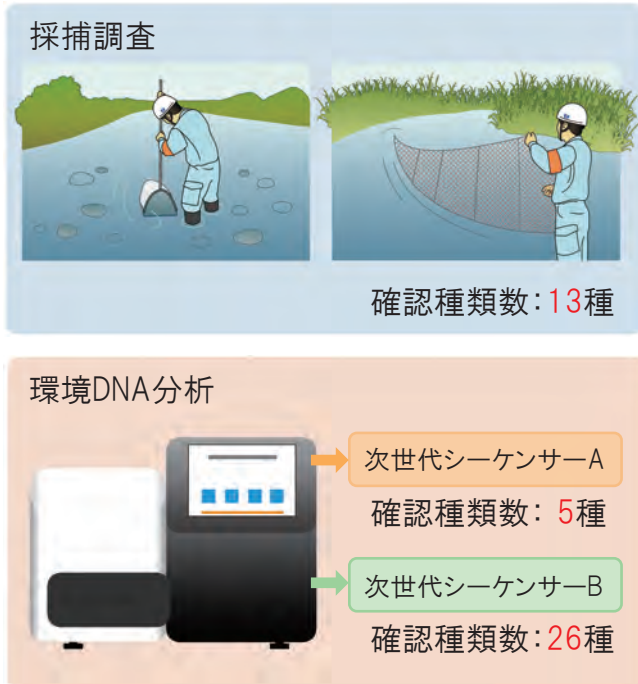 採捕調査
確認種類数：13種
環境DNA分析
次世代シーケンサーA
確認種類数： 5種
次世代シーケンサーB
確認種類数：26種